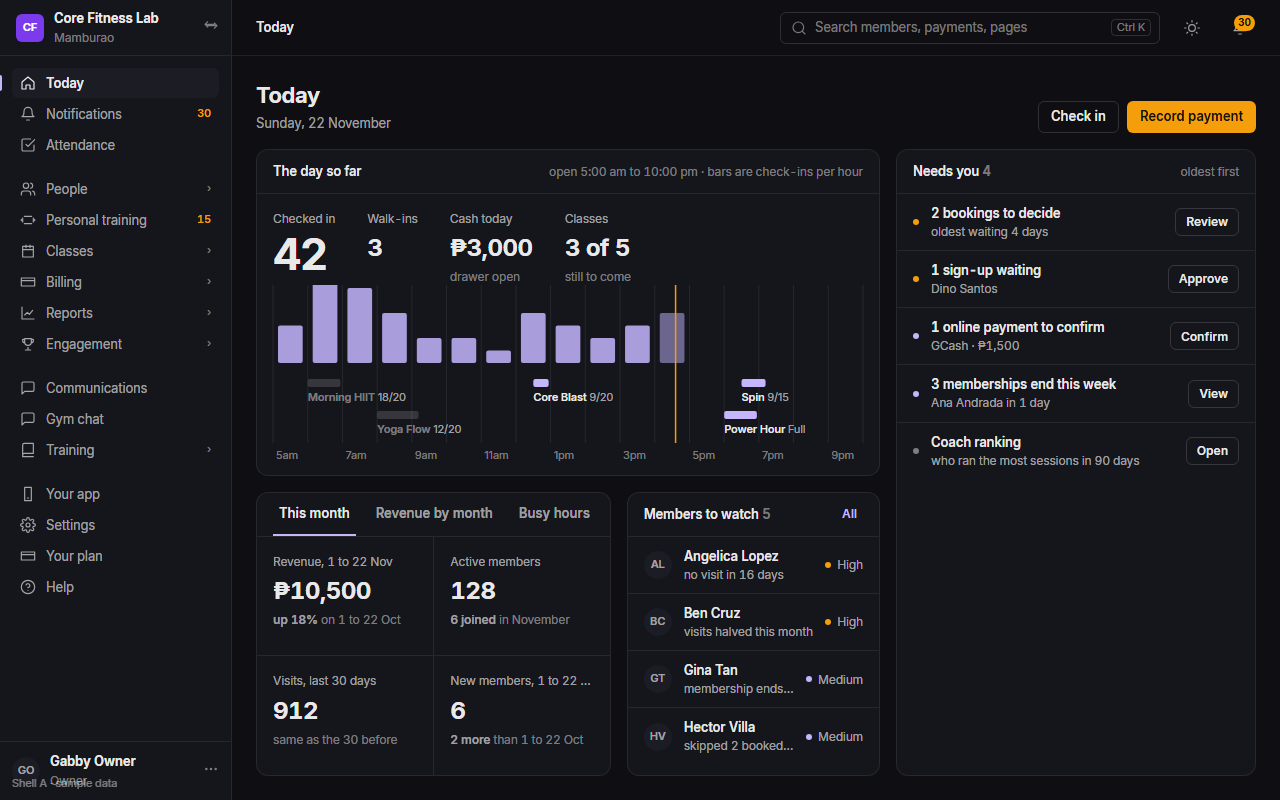 CF
Core Fitness Lab
Mamburao
Today
Notifications 30
Attendance
People
Personal training 15
Classes
Billing
Reports
Engagement
Communications
Gym chat
Training
Your app
Settings
Your plan
Help
GO
Gabby Owner
Owner
Shell A · sample data
Today
Search members, payments, pages
Ctrl K
30
Today
Sunday, 22 November
Check in
Record payment
The day so far
open 5:00 am to 10:00 pm · bars are check-ins per hour
Checked in Walk-ins Cash today Classes
42 3 ₱3,000 3 of 5
drawer open still to come
Morning HIIT 18/20
Core Blast 9/20
Spin 9/15
Yoga Flow 12/20
Power Hour Full
5am 7am 9am 11am 1pm 3pm 5pm 7pm 9pm
Needs you 4
oldest first
2 bookings to decide
oldest waiting 4 days
Review
1 sign-up waiting
Dino Santos
Approve
1 online payment to confirm
GCash · ₱1,500
Confirm
3 memberships end this week
Ana Andrada in 1 day
View
Coach ranking
who ran the most sessions in 90 days
Open
This month Revenue by month Busy hours
Revenue, 1 to 22 Nov
₱10,500
up 18% on 1 to 22 Oct
Active members
128
6 joined in November
Visits, last 30 days
912
same as the 30 before
New members, 1 to 22 ...
6
2 more than 1 to 22 Oct
Members to watch 5
All
AL
Angelica Lopez
no visit in 16 days
High
BC
Ben Cruz
visits halved this month
High
GT
Gina Tan
membership ends...
Medium
HV
Hector Villa
skipped 2 booked...
Medium